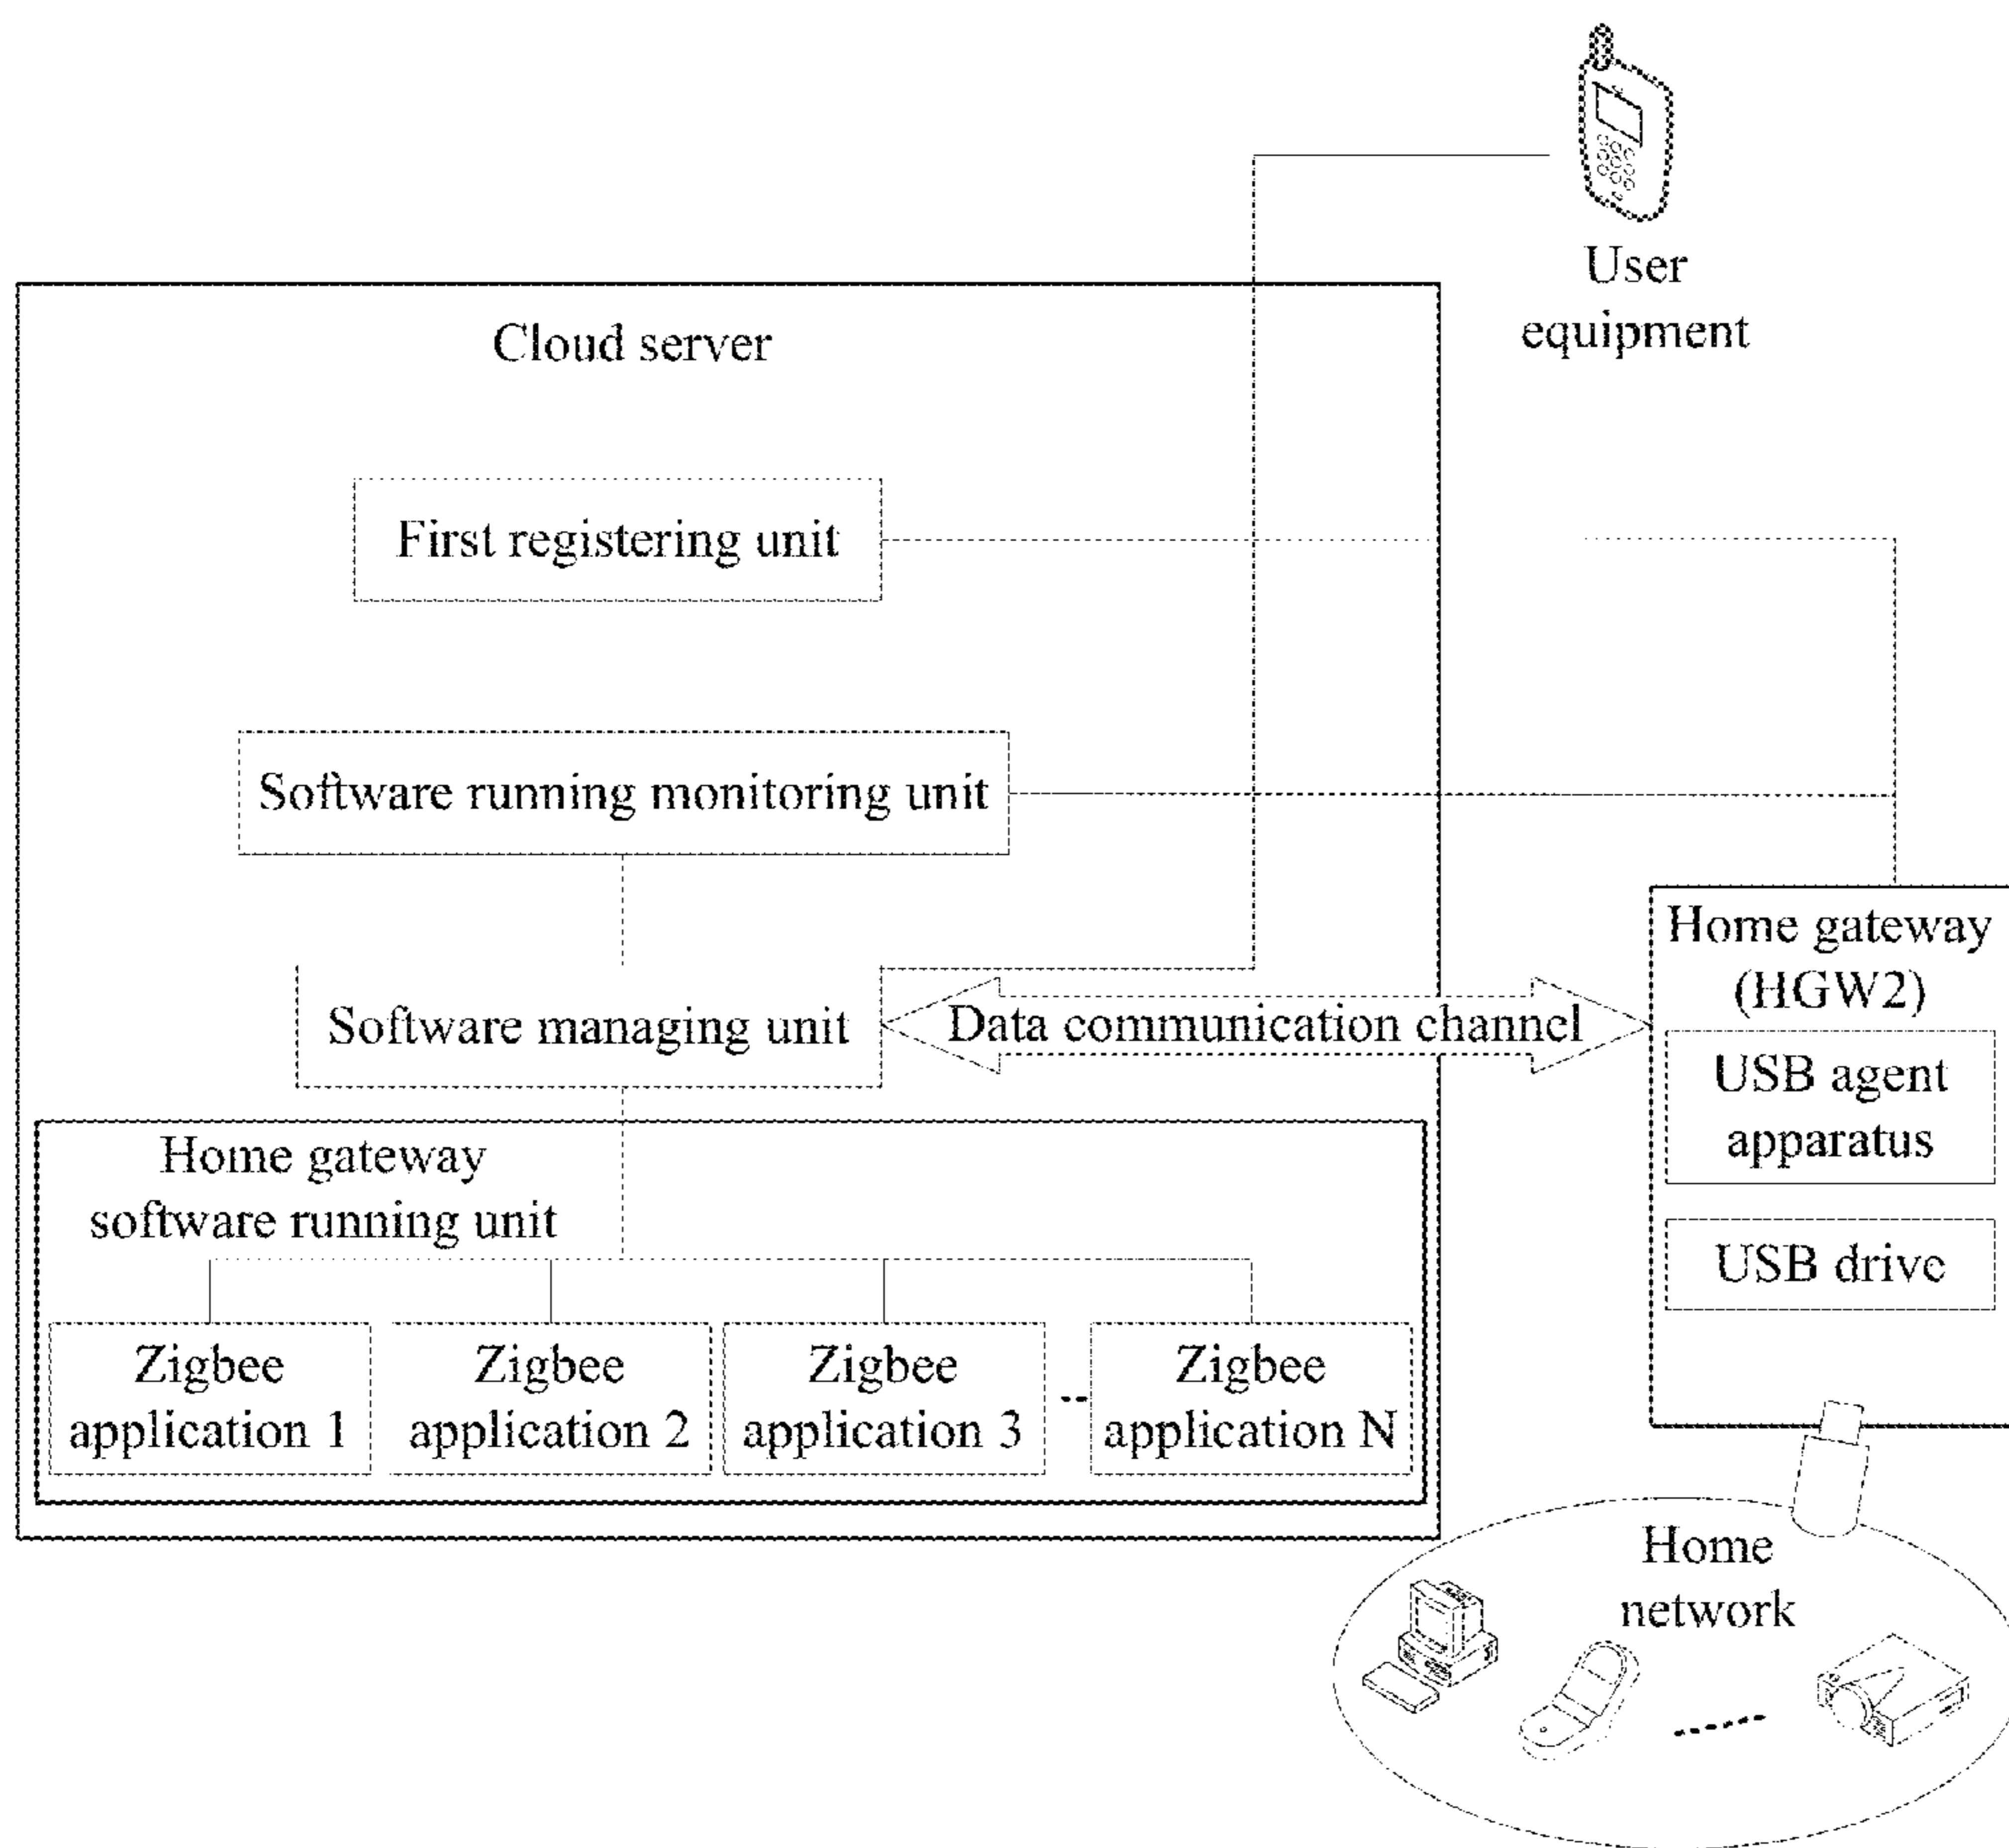 User
equipment
Cloud server
First registering unit
Software running monitoring unit
Software managing unit
Data communication channel
Home gateway
(HGW2)
USB agent
apparatus
USB drive
Home gateway
software running unit
Zigbee
application 1
Zigbee
application 2
Zigbee
application 3
Zigbee
application N
Home
network